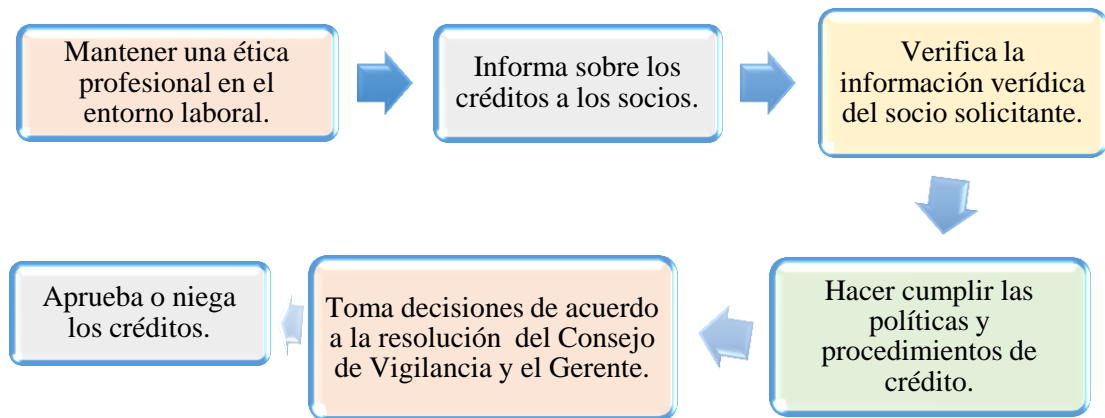 Mantener una ética
profesional en el
entorno laboral.
Informa sobre los
créditos a los socios.
Verifica la
información verídica
del socio solicitante.
Hacer cumplir las
políticas y
procedimientos de
crédito.
Toma decisiones de acuerdo
a la resolución del Consejo
de Vigilancia y el Gerente.
Aprueba o niega
los créditos.